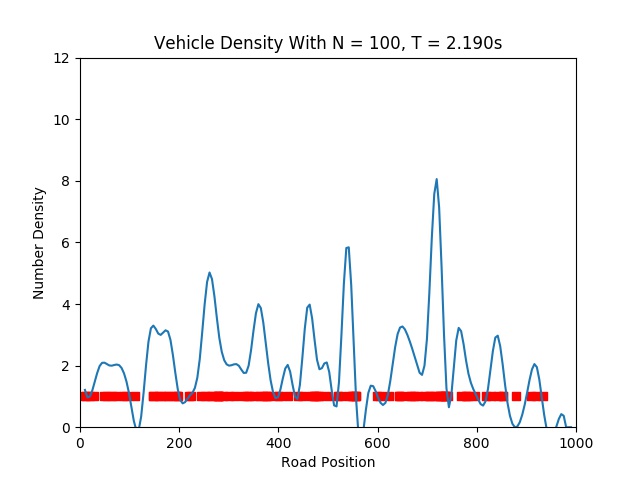 Vehicle Density With N = 100, T = 2.190s
12
10
8
6
4
2
0
Number Density
0 200 400 600 800 1000
Road Position